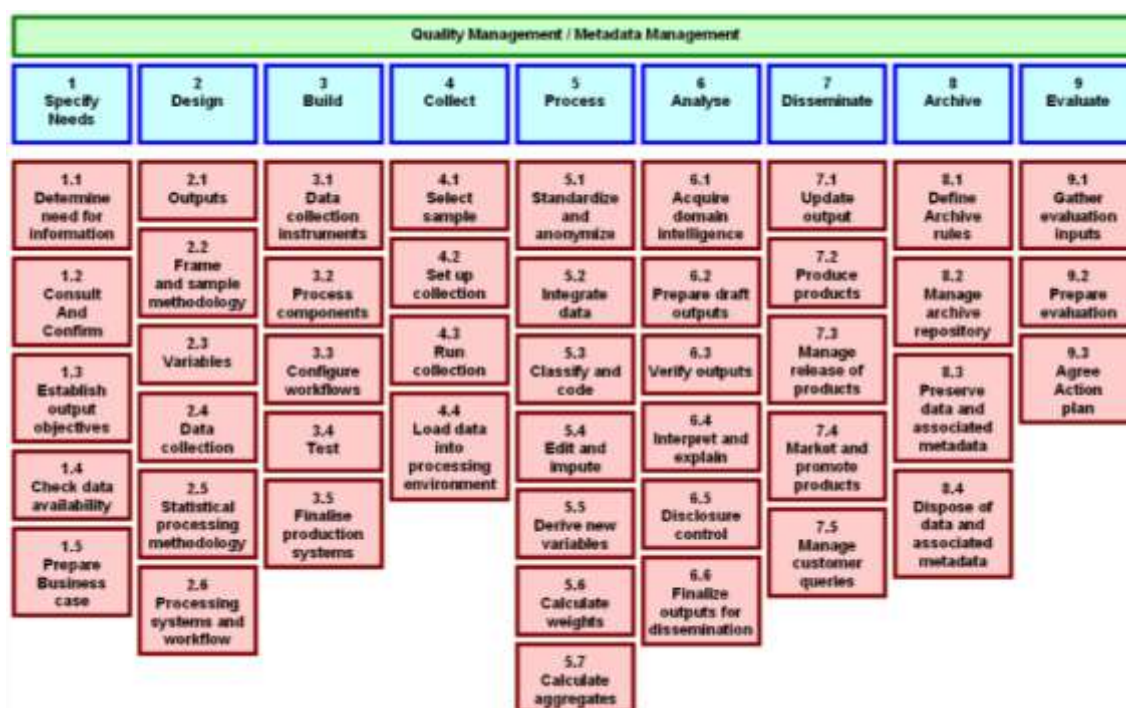 Quality Management / Metadata Management
1
Specify
Needs
2
Design
3
Build
4
Collect
5
Process
6
Analyse
7
Disseminate
8
Archive
9
Evaluate
1.1
Determine
need for
information
1.2
Consult
And
Confirm
1.3
Establish
output
objectives
1.4
Check data
availability
1.5
Prepare
Business
case
2.1
Outputs
2.2
Frame
and sample
methodology
2.3
Variables
2.4
Data
collection
2.5
Statistical
processing
methodology
2.6
Processing
systems and
workflow
3.1
Data
collection
instruments
3.2
Process
components
3.3
Configure
workflows
3.4
Test
3.5
Finalise
production
systems
4.1
Select
sample
4.2
Set up
collection
4.3
Run
collection
4.4
Load data
into
processing
environment
5.1
Standardize
and
anonymize
5.2
Integrate
data
5.3
Classify and
code
5.4
Edit and
impute
5.5
Derive new
variables
5.6
Calculate
weights
5.7
Calculate
aggregates
6.1
Acquire
domain
intelligence
6.2
Prepare draft
outputs
6.3
Verify outputs
6.4
Interpret and
explain
6.5
Disclosure
control
6.6
Finalize
outputs for
dissemination
7.1
Update
output
7.2
Produce
products
7.3
Manage
release of
products
7.4
Market and
promote
products
7.5
Manage
customer
queries
8.1
Define
Archive
rules
8.2
Manage
archive
repository
8.3
Preserve
data and
associated
metadata
8.4
Dispose of
data and
associated
metadata
9.1
Gather
evaluation
inputs
9.2
Prepare
evaluation
9.3
Agree
Action
plan